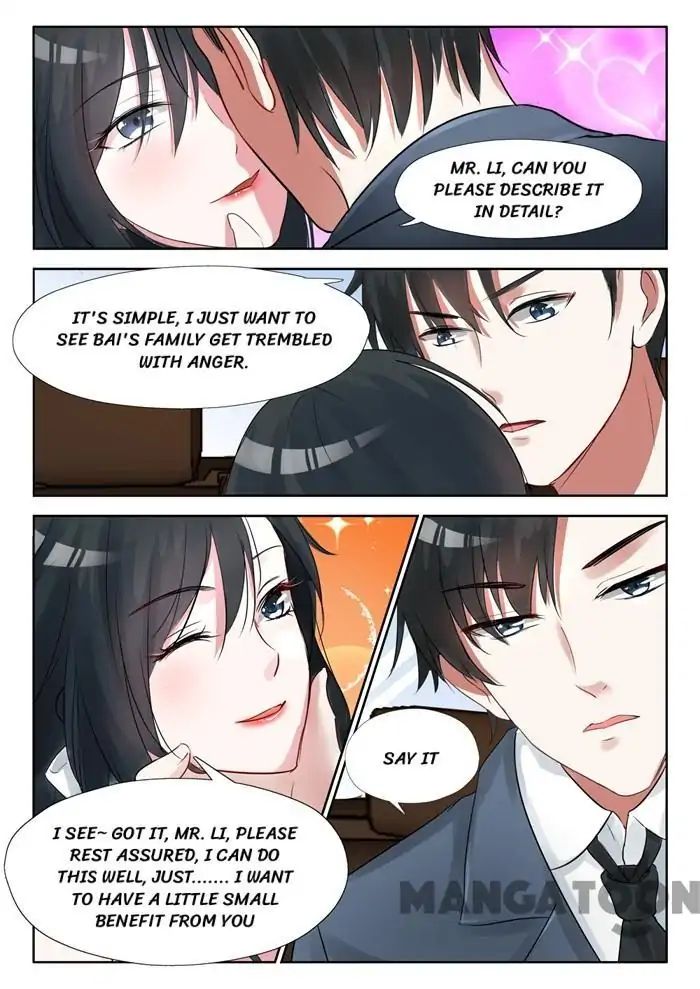 MR. LI, CAN YOU
PLEASE DESCRIBE IT
IN DETAIL?
IT'S SIMPLE, I JUST WANT TO
SEE BAI'S FAMILY GET TREMBLED
WITH ANGER.
I SEE~ GOT IT, MR. LI, PLEASE
REST ASSURED, I CAN DO
THIS WELL, JUST....... I WANT
TO HAVE A LITTLE SMALL
BENEFIT FROM YOU
SAY IT
MANGATOON